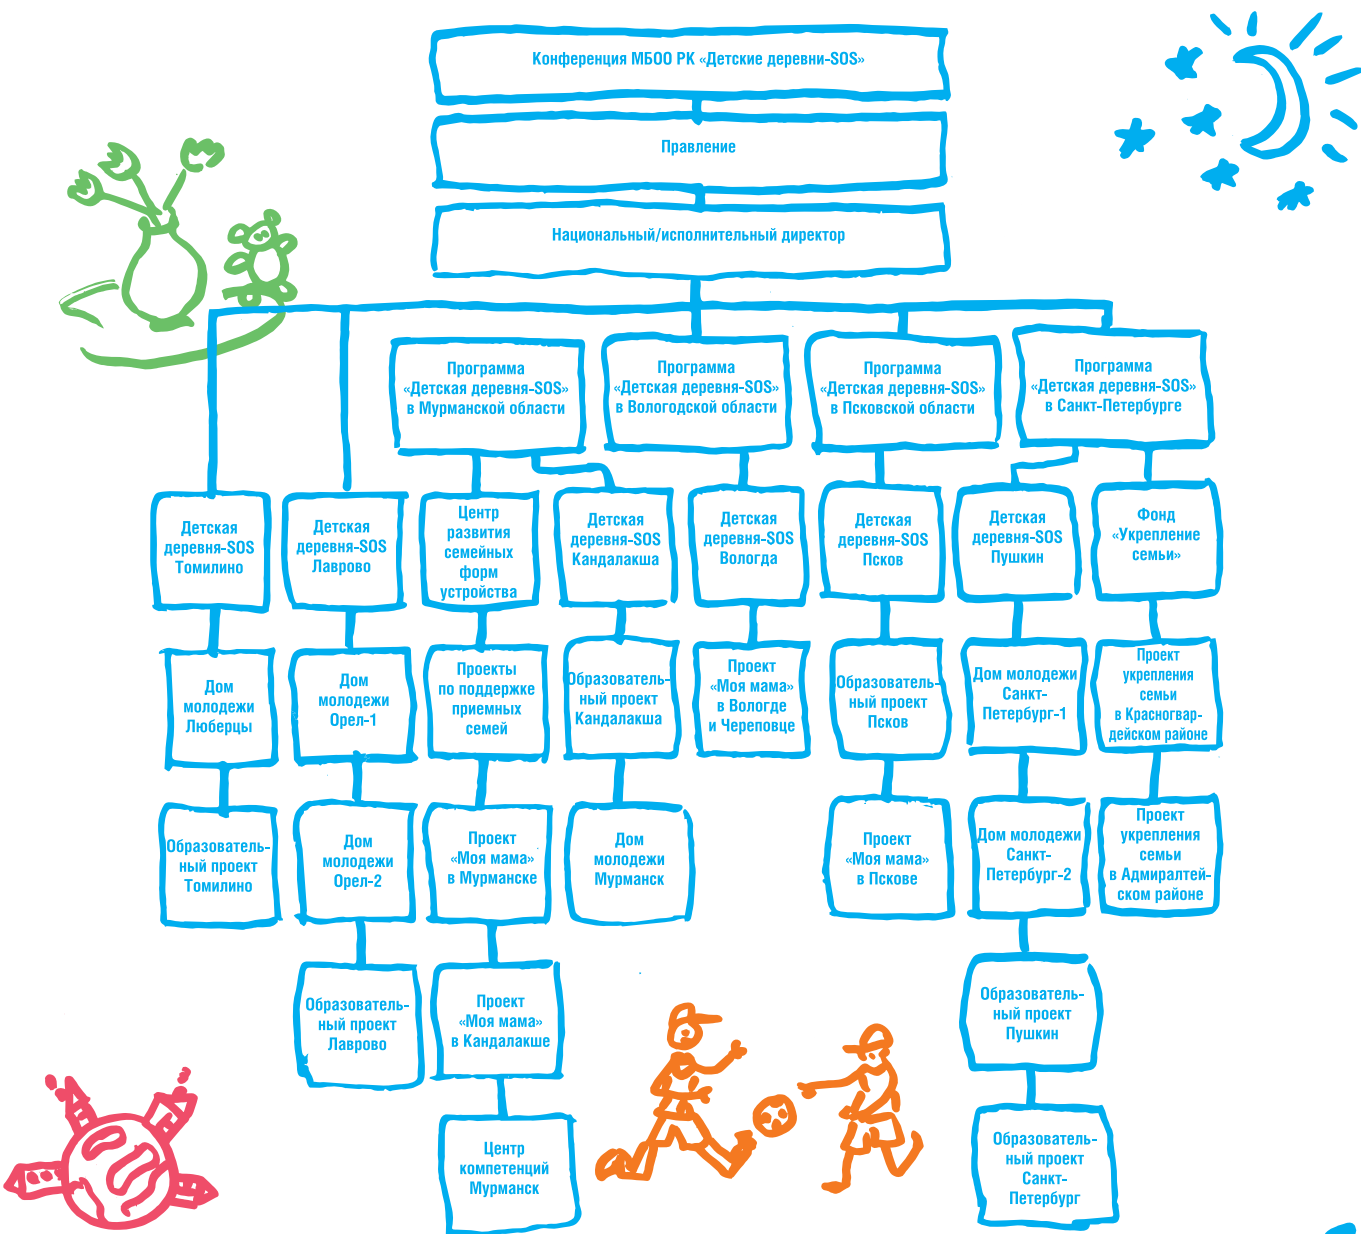 Конференция МБОО РК «Детские деревни-SOS»
Правление
Национальный/исполнительный директор
Программа
«Детская деревня-SOS»
в Мурманской области
Программа
«Детская деревня-SOS»
в Вологодской области
Программа
«Детская деревня-SOS»
в Псковской области
Программа
«Детская деревня-SOS»
в Санкт-Петербурге
Детская
деревня-SOS
Томилино
Детская
деревня-SOS
Лаврово
Центр
развития
семейных
форм
устройства
Детская
деревня-SOS
Кандалакша
Детская
деревня-SOS
Вологда
Детская
деревня-SOS
Псков
Детская
деревня-SOS
Пушкин
Фонд
«Укрепление
семьи»
Дом
молодежи
Люберцы
Дом
молодежи
Орел-1
Проекты
по поддержке
приемных
семей
Образователь-
ный проект
Кандалакша
Проект
«Моя мама»
в Вологде
и Череповце
Образователь-
ный проект
Псков
Дом молодежи
Санкт-
Петербург-1
Проект
укрепления
семьи
в Красногвар-
дейском районе
Образователь-
ный проект
Томилино
Дом
молодежи
Орел-2
Проект
«Моя мама»
в Мурманске
Дом
молодежи
Мурманск
Проект
«Моя мама»
в Пскове
Дом молодежи
Санкт-
Петербург-2
Проект
укрепления
семьи
в Адмиралтей-
ском районе
Образователь-
ный проект
Лаврово
Проект
«Моя мама»
в Кандалакше
Образователь-
ный проект
Пушкин
Центр
компетенций
Мурманск
Образователь-
ный проект
Санкт-
Петербург